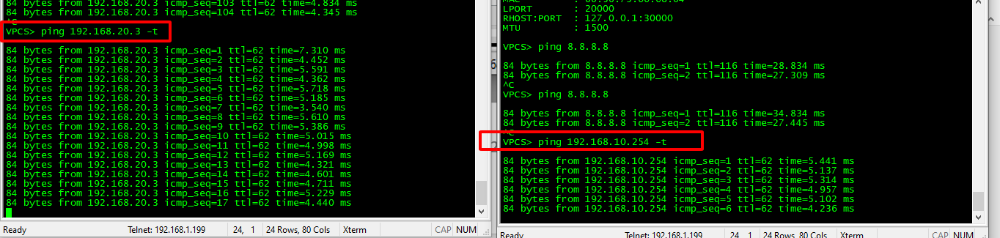 84 bytes from 192.168.20.3 icmp_seq=103 ttl=62 time=4.834 ms
84 bytes from 192.168.20.3 icmp_seq=104 ttl=62 time=4.345 ms
^C
VPCS> ping 192.168.20.3 -t
84 bytes from 192.168.20.3 icmp_seq=1 ttl=62 time=7.310 ms
84 bytes from 192.168.20.3 icmp_seq=2 ttl=62 time=4.452 ms
84 bytes from 192.168.20.3 icmp_seq=3 ttl=62 time=5.591 ms
84 bytes from 192.168.20.3 icmp_seq=4 ttl=62 time=4.362 ms
84 bytes from 192.168.20.3 icmp_seq=5 ttl=62 time=5.718 ms
84 bytes from 192.168.20.3 icmp_seq=6 ttl=62 time=5.185 ms
84 bytes from 192.168.20.3 icmp_seq=7 ttl=62 time=3.540 ms
84 bytes from 192.168.20.3 icmp_seq=8 ttl=62 time=5.610 ms
84 bytes from 192.168.20.3 icmp_seq=9 ttl=62 time=5.386 ms
84 bytes from 192.168.20.3 icmp_seq=10 ttl=62 time=5.015 ms
84 bytes from 192.168.20.3 icmp_seq=11 ttl=62 time=4.998 ms
84 bytes from 192.168.20.3 icmp_seq=12 ttl=62 time=5.169 ms
84 bytes from 192.168.20.3 icmp_seq=13 ttl=62 time=4.321 ms
84 bytes from 192.168.20.3 icmp_seq=14 ttl=62 time=4.601 ms
84 bytes from 192.168.20.3 icmp_seq=15 ttl=62 time=4.711 ms
84 bytes from 192.168.20.3 icmp_seq=16 ttl=62 time=5.229 ms
84 bytes from 192.168.20.3 icmp_seq=17 ttl=62 time=4.440 ms
Ready Telnet: 192.168.1.199 24, 1 24 Rows, 80 Cols Xterm CAP NUM
LPORT : 20000
RHOST:PORT : 127.0.0.1:30000
MTU : 1500
VPCS> ping 8.8.8.8
84 bytes from 8.8.8.8 icmp_seq=1 ttl=116 time=28.834 ms
84 bytes from 8.8.8.8 icmp_seq=2 ttl=116 time=27.309 ms
^C
VPCS> ping 8.8.8.8
84 bytes from 8.8.8.8 icmp_seq=1 ttl=116 time=34.834 ms
84 bytes from 8.8.8.8 icmp_seq=2 ttl=116 time=27.445 ms
^C
VPCS> ping 192.168.10.254 -t
84 bytes from 192.168.10.254 icmp_seq=1 ttl=62 time=5.441 ms
84 bytes from 192.168.10.254 icmp_seq=2 ttl=62 time=5.137 ms
84 bytes from 192.168.10.254 icmp_seq=3 ttl=62 time=5.314 ms
84 bytes from 192.168.10.254 icmp_seq=4 ttl=62 time=4.957 ms
84 bytes from 192.168.10.254 icmp_seq=5 ttl=62 time=5.102 ms
84 bytes from 192.168.10.254 icmp_seq=6 ttl=62 time=4.236 ms
Ready Telnet: 192.168.1.199 24, 1 24 Rows, 80 Cols Xterm CAP NUM